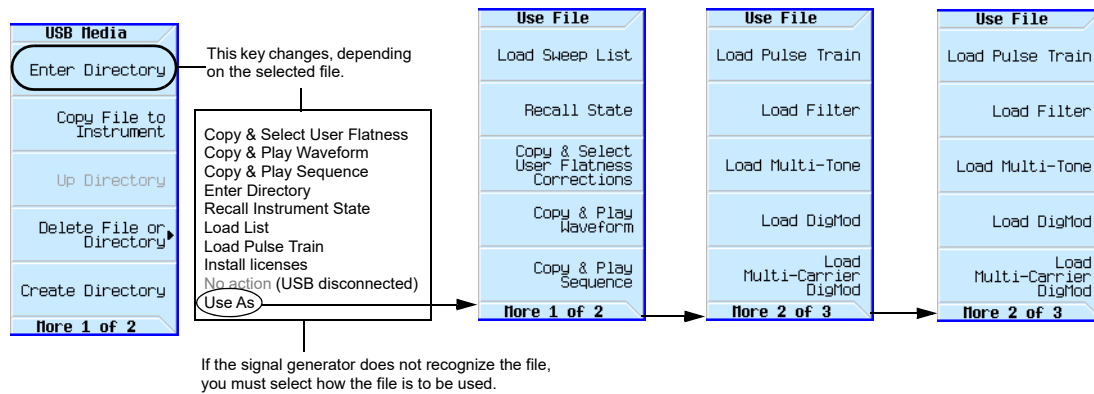 USB Media
Enter Directory
Copy File to
Instrument
Up Directory
Delete File or
Directory
Create Directory
More 1 of 2
This key changes, depending
on the selected file.
Copy & Select User Flatness
Copy & Play Waveform
Copy & Play Sequence
Enter Directory
Recall Instrument State
Load List
Load Pulse Train
Install licenses
No action (USB disconnected)
Use As
If the signal generator does not recognize the file,
you must select how the file is to be used.
Use File
Load Sweep List
Recall State
Copy & Select
User Flatness
Corrections
Copy & Play
Waveform
Copy & Play
Sequence
More 1 of 2
Use File
Load Pulse Train
Load Filter
Load Multi-Tone
Load DigMod
Load
Multi-Carrier
DigMod
More 2 of 3
Use File
Load Pulse Train
Load Filter
Load Multi-Tone
Load DigMod
Load
Multi-Carrier
DigMod
More 2 of 3